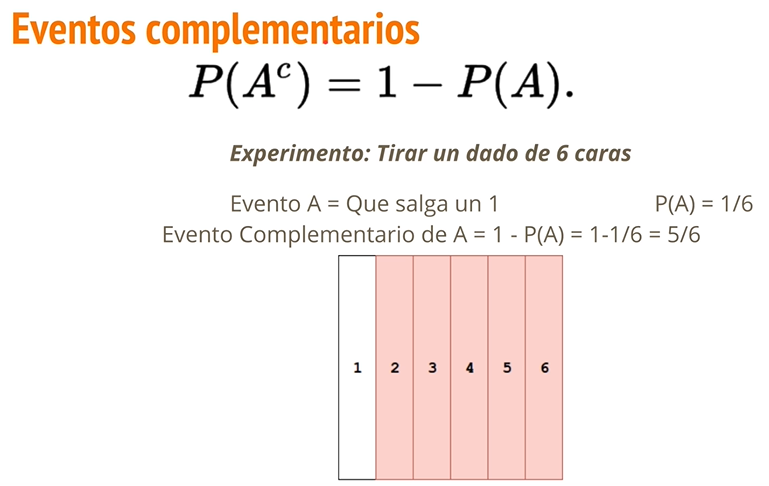 Eventos complementarios
P(Aᶜ) = 1 − P(A).
Experimento: Tirar un dado de 6 caras
Evento A = Que salga un 1 P(A) = 1/6
Evento Complementario de A = 1 - P(A) = 1-1/6 = 5/6
1 2 3 4 5 6